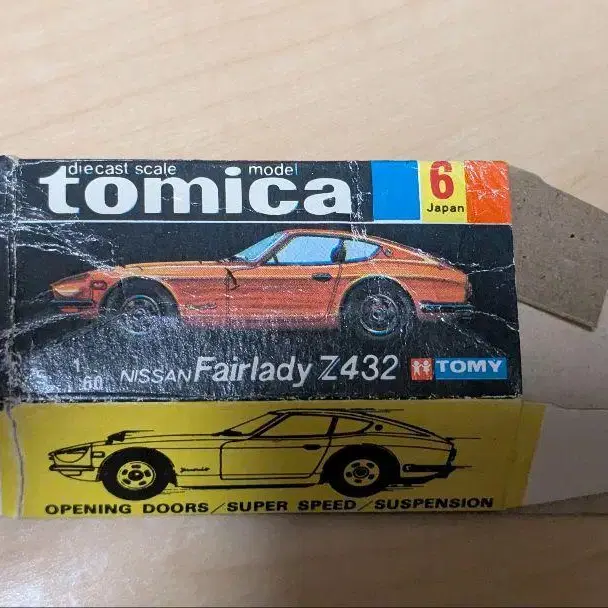 diecast scale model
tomica
6
Japan
S 1/60 NISSAN Fairlady Z432 TOMY
OPENING DOORS/SUPER SPEED/SUSPENSION